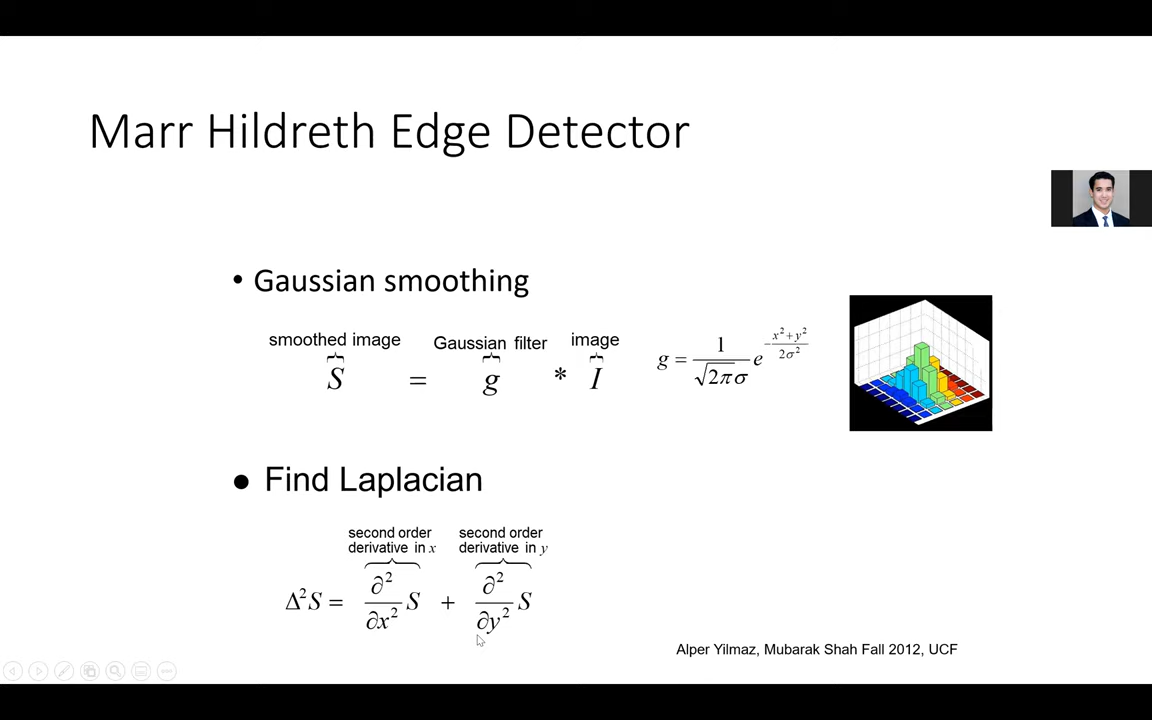 Marr Hildreth Edge Detector
• Gaussian smoothing
smoothed image Gaussian filter image
S = g * I
g = 1/(√2πσ) e^(−(x²+y²)/(2σ²))
● Find Laplacian
second order second order
derivative in x derivative in y
Δ²S = ∂²/∂x² S + ∂²/∂y² S
Alper Yilmaz, Mubarak Shah Fall 2012, UCF